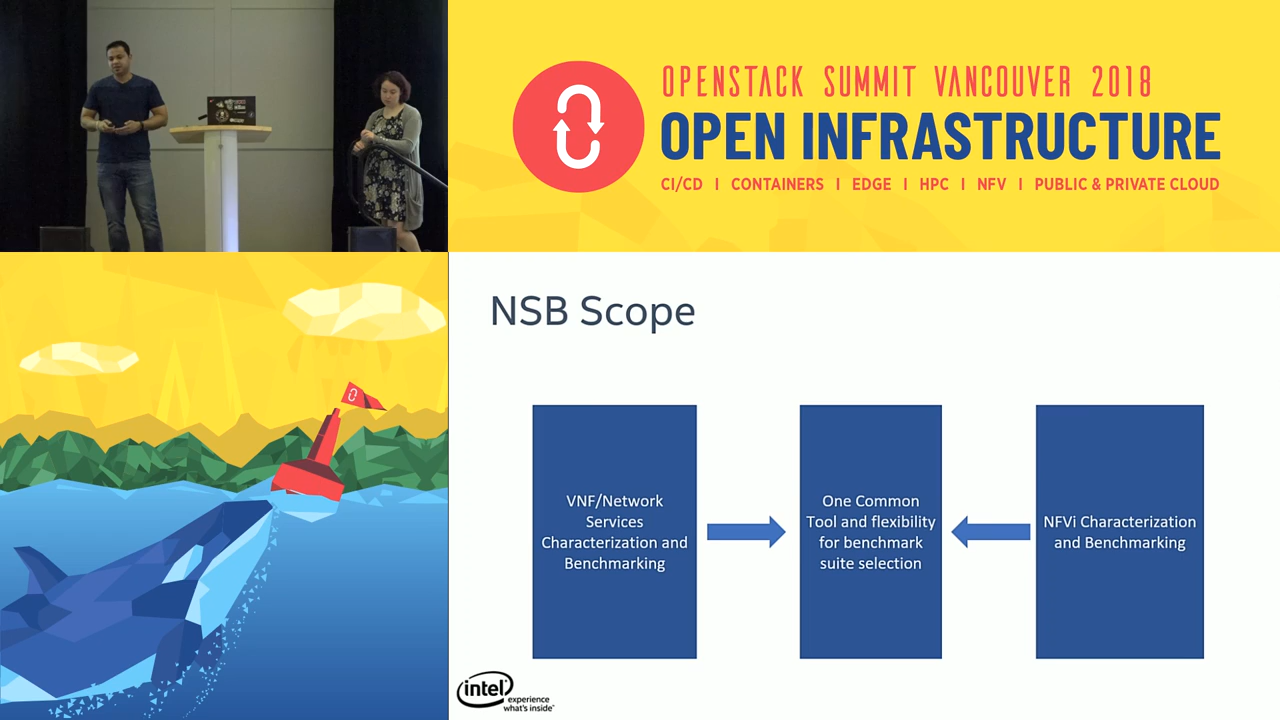 OPENSTACK SUMMIT VANCOUVER 2018
OPEN INFRASTRUCTURE
CI/CD | CONTAINERS | EDGE | HPC | NFV | PUBLIC & PRIVATE CLOUD
NSB Scope
VNF/Network
Services
Characterization and
Benchmarking
One Common
Tool and flexibility
for benchmark
suite selection
NFVi Characterization
and Benchmarking
intel
experience
what's inside™